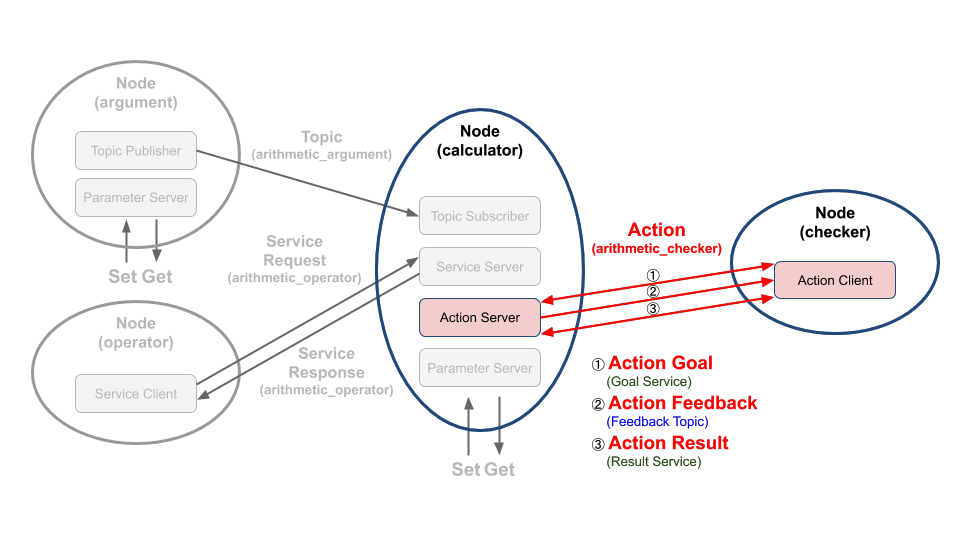 Node
(argument)
Topic Publisher
Parameter Server
Set Get
Topic
(arithmetic_argument)
Service
Request
(arithmetic_operator)
Node
(operator)
Service Client
Service
Response
(arithmetic_operator)
Node
(calculator)
Topic Subscriber
Service Server
Action Server
Parameter Server
Set Get
Action
(arithmetic_checker)
①
②
③
Node
(checker)
Action Client
① Action Goal
(Goal Service)
② Action Feedback
(Feedback Topic)
③ Action Result
(Result Service)